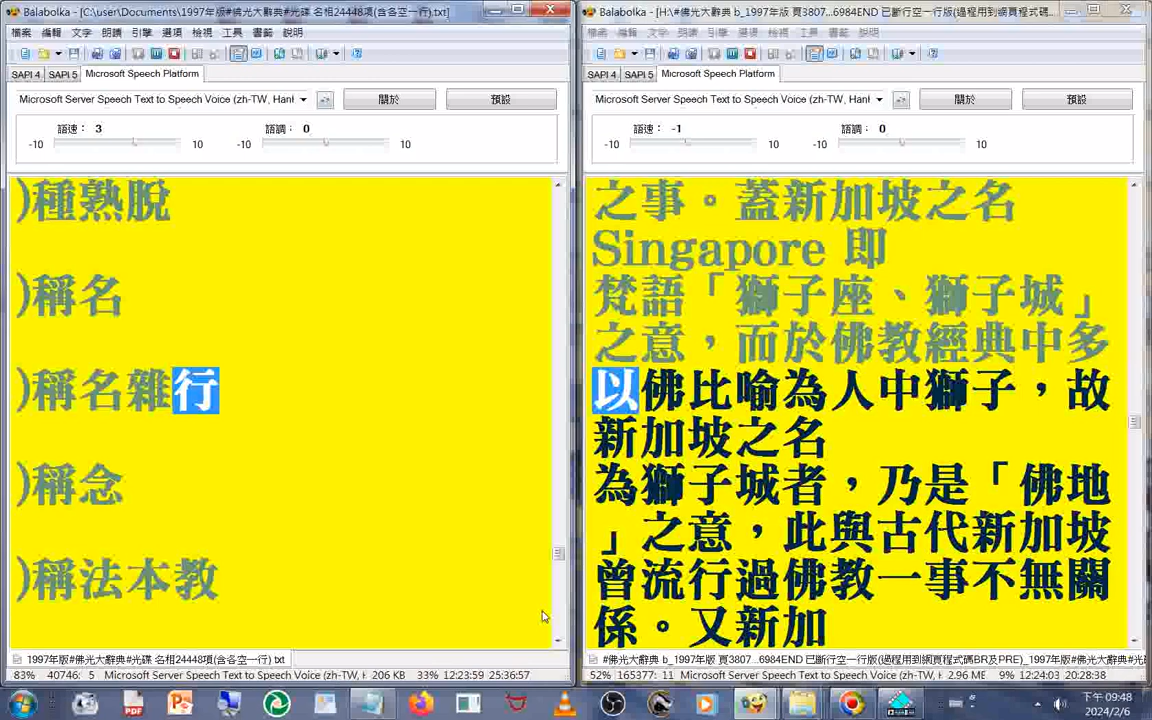 Balabolka - [C:\user\Documents\1997年版#佛光大辭典#光碟 名相24448項(含各空一行).txt]
檔案 編輯 文字 朗讀 引擎 選項 檢視 工具 書籤 說明
SAPI 4 SAPI 5 Microsoft Speech Platform
Microsoft Server Speech Text to Speech Voice (zh-TW, Hanl
關於 預設
語速： 3 語調： 0
-10 10 -10 10
)種熟脫
)稱名
)稱名雜行
)稱念
)稱法本教
1997年版#佛光大辭典#光碟 名相24448項(含各空一行).txt
83% 40746: 5 Microsoft Server Speech Text to Speech Voice (zh-TW, H 206 KB 33% 12:23:59 25:36:57
Balabolka - [H:\#佛光大辭典 b_1997年版 頁3807...6984END 已斷行空一行版(過程用到網頁程式碼
檔案 編輯 文字 朗讀 引擎 選項 檢視 工具 書籤 說明
SAPI 4 SAPI 5 Microsoft Speech Platform
Microsoft Server Speech Text to Speech Voice (zh-TW, Hanl
關於 預設
語速： -1 語調： 0
-10 10 -10 10
之事。蓋新加坡之名
Singapore 即
梵語「獅子座、獅子城」
之意，而於佛教經典中多
以佛比喻為人中獅子，故
新加坡之名
為獅子城者，乃是「佛地
」之意，此與古代新加坡
曾流行過佛教一事不無關
係。又新加
#佛光大辭典 b_1997年版 頁3807...6984END 已斷行空一行版(過程用到網頁程式碼BR及PRE)_1997年版#佛光大辭典#光
52% 165377: 11 Microsoft Server Speech Text to Speech Voice (zh-TW, H 2.96 ME 9% 12:24:03 20:28:38
PDF
下午 09:48
2024/2/6